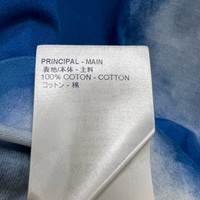 PRINCIPAL - MAIN
表地/本体 - 主料
100% COTON - COTTON
コットン - 棉